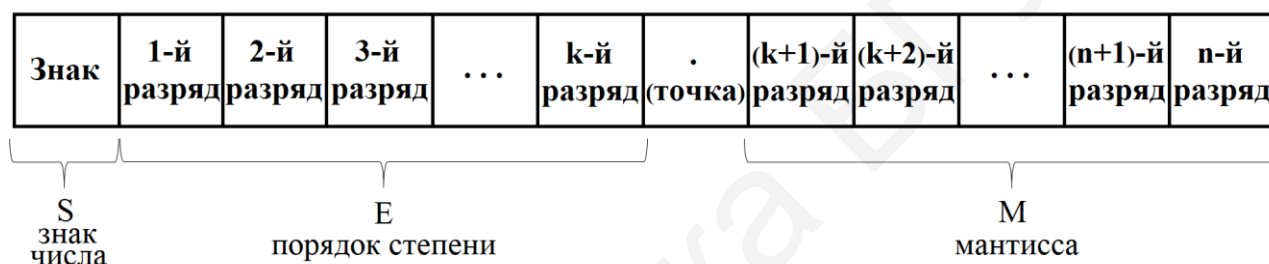 Знак 1-й разряд 2-й разряд 3-й разряд ... k-й разряд . (точка) (k+1)-й разряд (k+2)-й разряд ... (n+1)-й разряд n-й разряд
S знак числа
E порядок степени
M мантисса